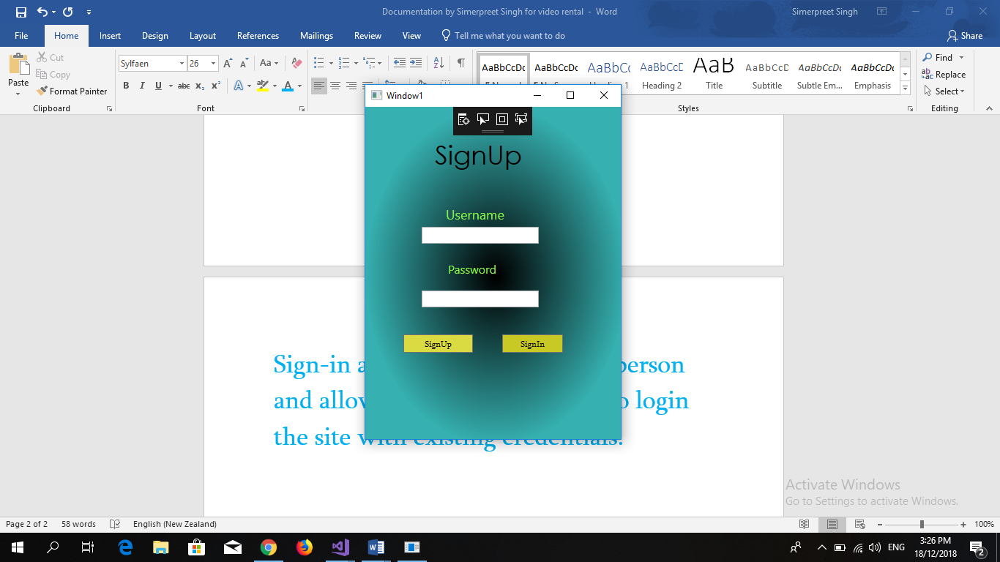 Documentation by Simerpreet Singh for video rental - Word
Simerpreet Singh
File Home Insert Design Layout References Mailings Review View Tell me what you want to do
Share
Paste
Cut
Copy
Format Painter
Clipboard
Sylfaen 26
Aa
B I U abc x₂ x²
Font
AaBbCcDc AaBbCcDc AaBbCc AaBbCcD AaB AaBbCcD AaBbCcDc AaBbCcDc
Heading 2 Title Subtitle Subtle Em... Emphasis
Styles
Find
Replace
Select
Editing
Window1
SignUp
Username
Password
SignUp SignIn
Sign-in person
and login
the site with existing credentials.
Activate Windows
Go to Settings to activate Windows.
Page 2 of 2 58 words English (New Zealand)
100%
ENG
3:26 PM
18/12/2018
2